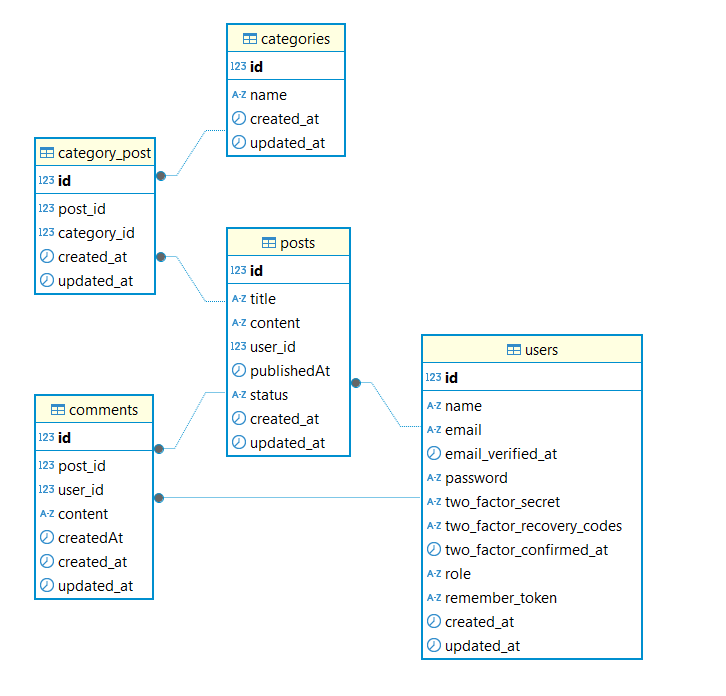 categories
123 id
A-Z name
created_at
updated_at
category_post
123 id
123 post_id
123 category_id
created_at
updated_at
posts
123 id
A-Z title
A-Z content
123 user_id
publishedAt
A-Z status
created_at
updated_at
comments
123 id
123 post_id
123 user_id
A-Z content
createdAt
created_at
updated_at
users
123 id
A-Z name
A-Z email
email_verified_at
A-Z password
A-Z two_factor_secret
A-Z two_factor_recovery_codes
two_factor_confirmed_at
A-Z role
A-Z remember_token
created_at
updated_at